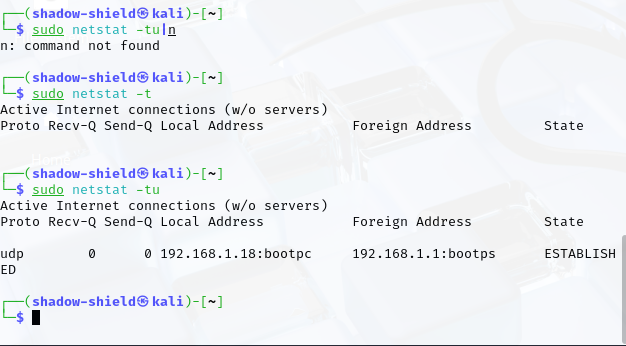 ┌──(shadow-shield㉿kali)-[~]
└─$ sudo netstat -tu|n
n: command not found
┌──(shadow-shield㉿kali)-[~]
└─$ sudo netstat -t
Active Internet connections (w/o servers)
Proto Recv-Q Send-Q Local Address           Foreign Address         State
┌──(shadow-shield㉿kali)-[~]
└─$ sudo netstat -tu
Active Internet connections (w/o servers)
Proto Recv-Q Send-Q Local Address           Foreign Address         State
udp        0      0 192.168.1.18:bootpc     192.168.1.1:bootps      ESTABLISH
ED
┌──(shadow-shield㉿kali)-[~]
└─$